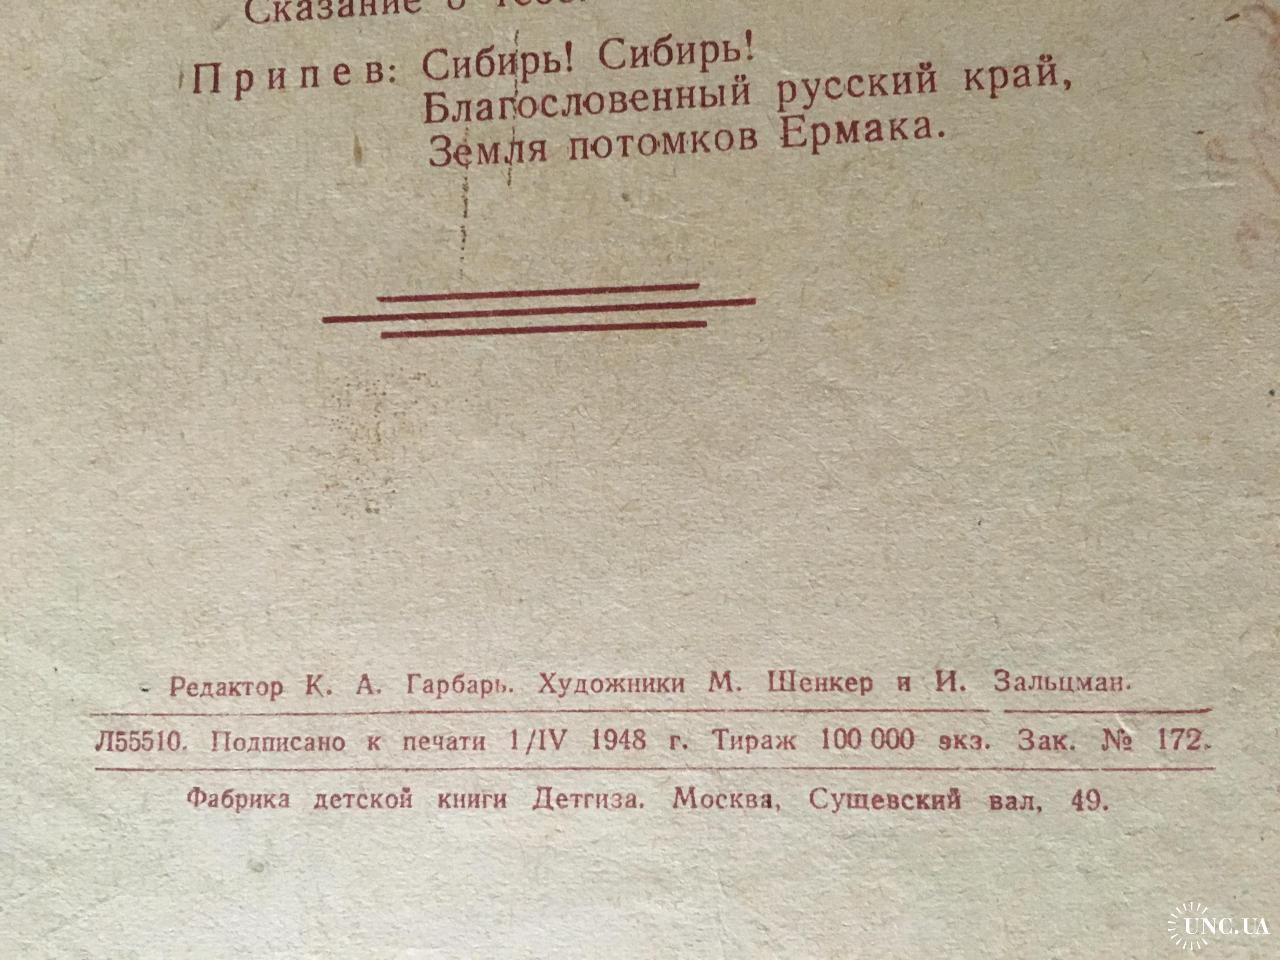 Сказание о
Припев: Сибирь! Сибирь!
Благословенный русский край,
Земля потомков Ермака.
Редактор К. А. Гарбарь. Художники М. Шенкер и И. Зальцман.
Л55510. Подписано к печати 1/IV 1948 г. Тираж 100 000 экз. Зак. № 172.
Фабрика детской книги Детгиза. Москва, Сущевский вал, 49.
UNC.UA